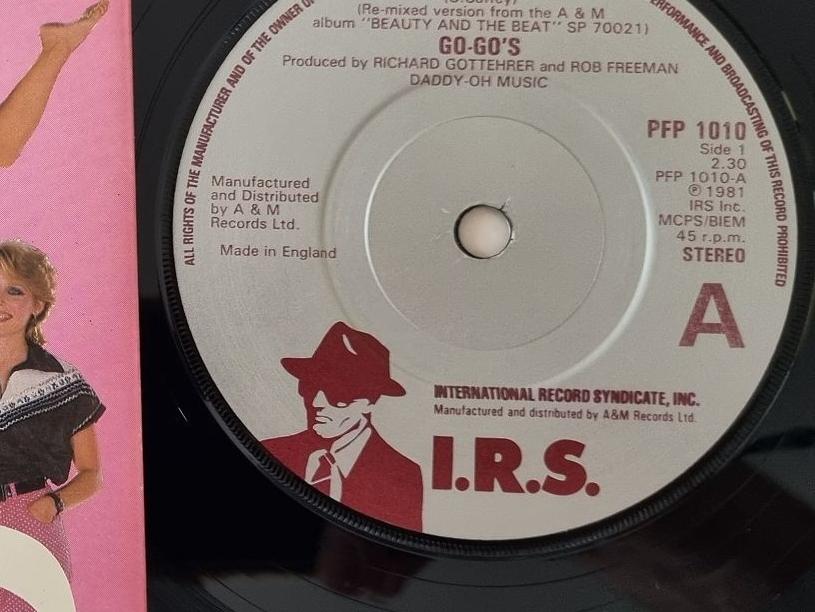 (Re-mixed version from the A & M
album "BEAUTY AND THE BEAT" SP 70021)
GO-GO'S
Produced by RICHARD GOTTEHRER and ROB FREEMAN
DADDY-OH MUSIC
ALL RIGHTS OF THE MANUFACTURER AND OF THE OWNER
PERFORMANCE AND BROADCASTING OF THIS RECORD PROHIBITED
Manufactured
and Distributed
by A & M
Records Ltd.
Made in England
PFP 1010
Side 1
2.30
PFP 1010-A
℗ 1981
IRS Inc.
MCPS/BIEM
45 r.p.m.
STEREO
A
INTERNATIONAL RECORD SYNDICATE, INC.
Manufactured and distributed by A&M Records Ltd.
I.R.S.